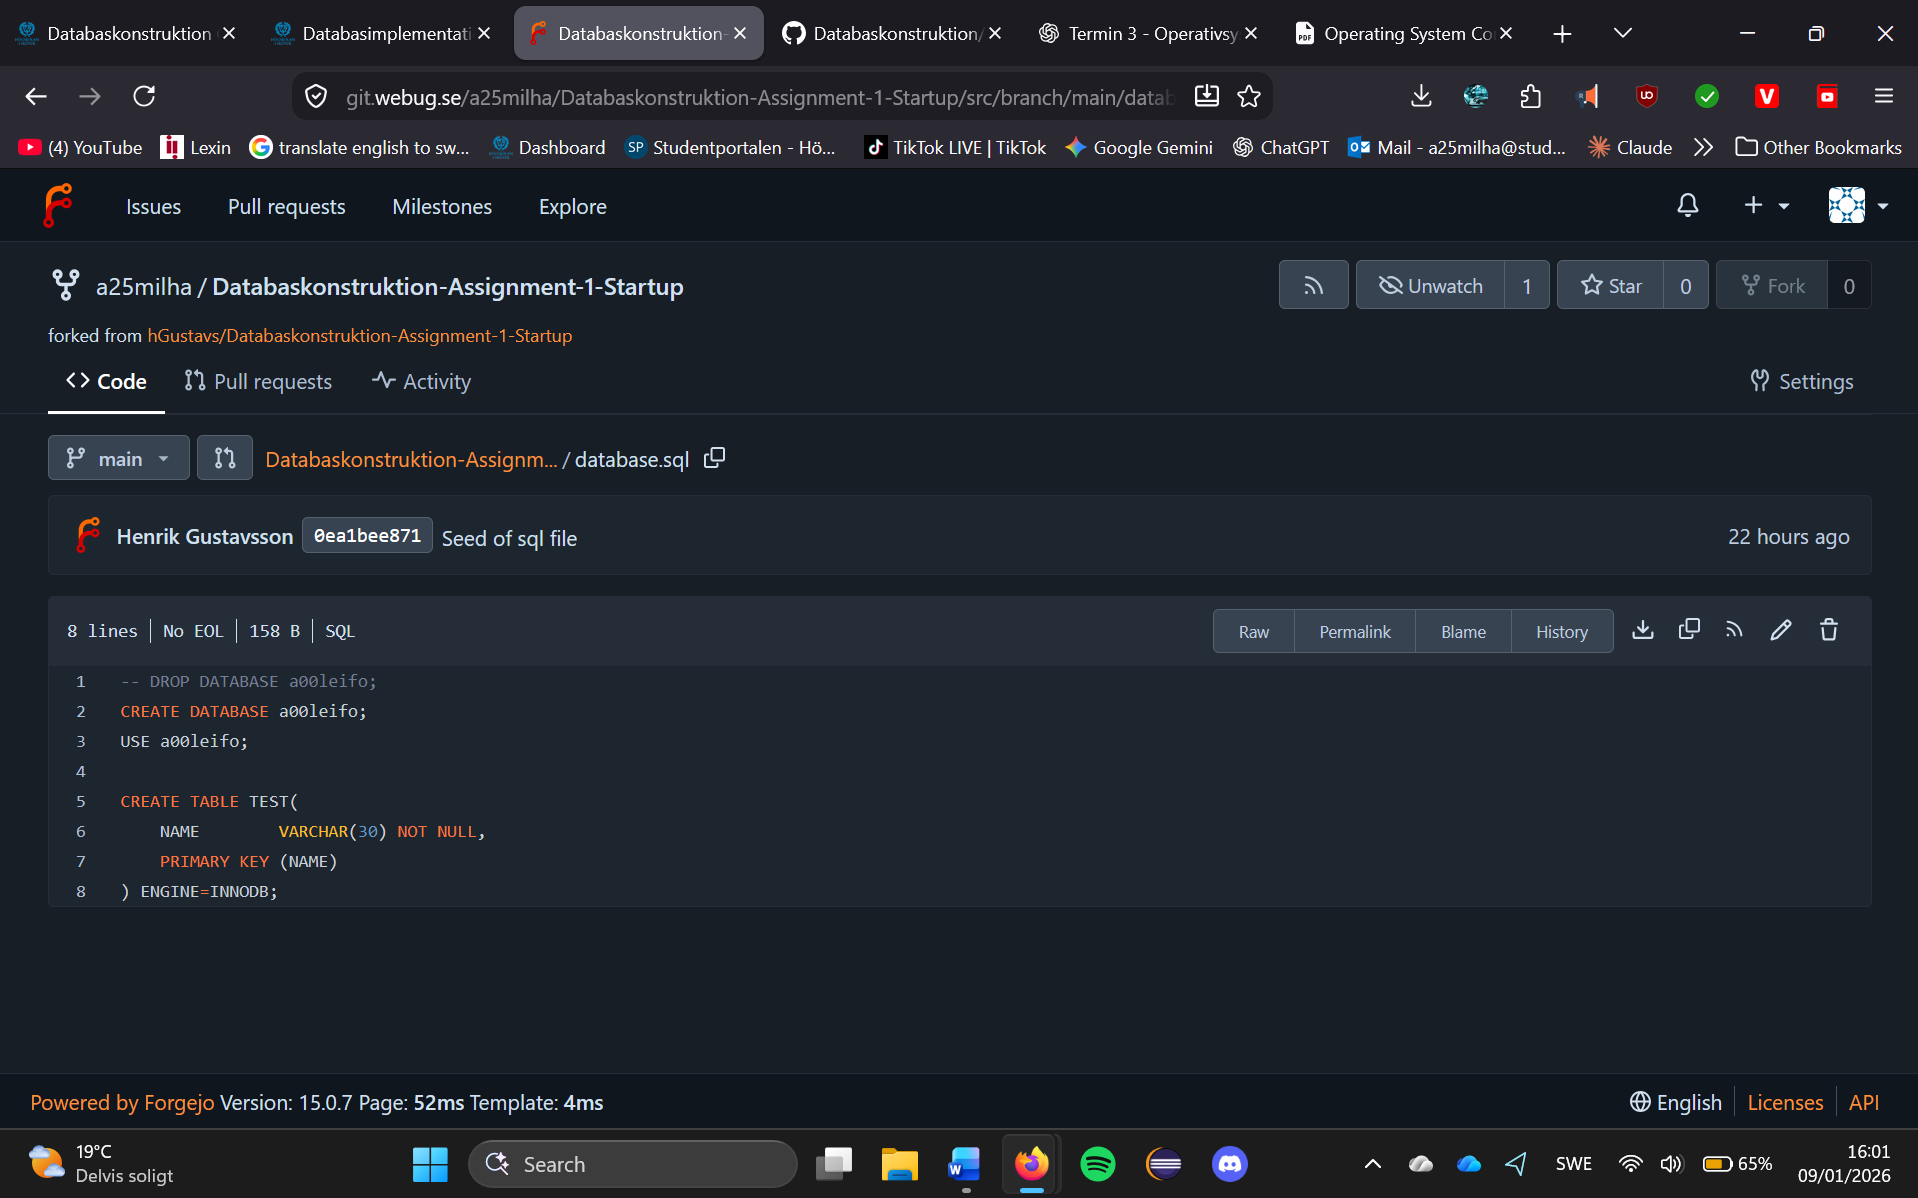 Databaskonstruktion
Databasimplementati
Databaskonstruktion-
Databaskonstruktion/
Termin 3 - Operativsy
PDF
Operating System Co
git.webug.se/a25milha/Databaskonstruktion-Assignment-1-Startup/src/branch/main/datab
(4) YouTube
Lexin
translate english to sw...
Dashboard
SP
Studentportalen - Hö...
TikTok LIVE | TikTok
Google Gemini
ChatGPT
Mail - a25milha@stud...
Claude
Other Bookmarks
Issues
Pull requests
Milestones
Explore
a25milha / Databaskonstruktion-Assignment-1-Startup
Unwatch 1
Star 0
Fork 0
forked from hGustavs/Databaskonstruktion-Assignment-1-Startup
Code
Pull requests
Activity
Settings
main
Databaskonstruktion-Assignm... / database.sql
Henrik Gustavsson 0ea1bee871 Seed of sql file
22 hours ago
8 lines | No EOL | 158 B | SQL
Raw
Permalink
Blame
History
1 -- DROP DATABASE a00leifo;
2 CREATE DATABASE a00leifo;
3 USE a00leifo;
4
5 CREATE TABLE TEST(
6 NAME VARCHAR(30) NOT NULL,
7 PRIMARY KEY (NAME)
8 ) ENGINE=INNODB;
Powered by Forgejo Version: 15.0.7 Page: 52ms Template: 4ms
English
Licenses
API
19°C
Delvis soligt
Search
SWE
65%
16:01
09/01/2026